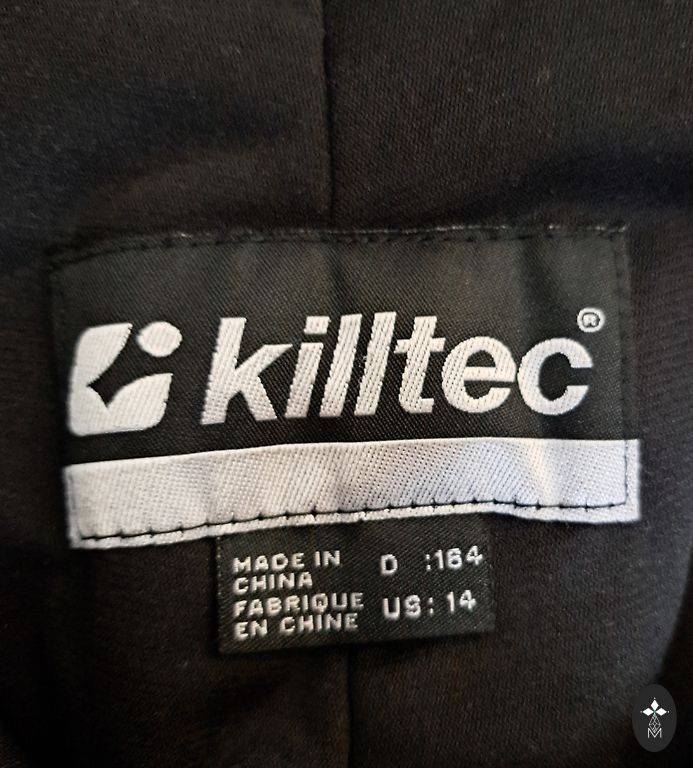 killtec®
MADE IN CHINA
FABRIQUE EN CHINE
D :164
US: 14
M